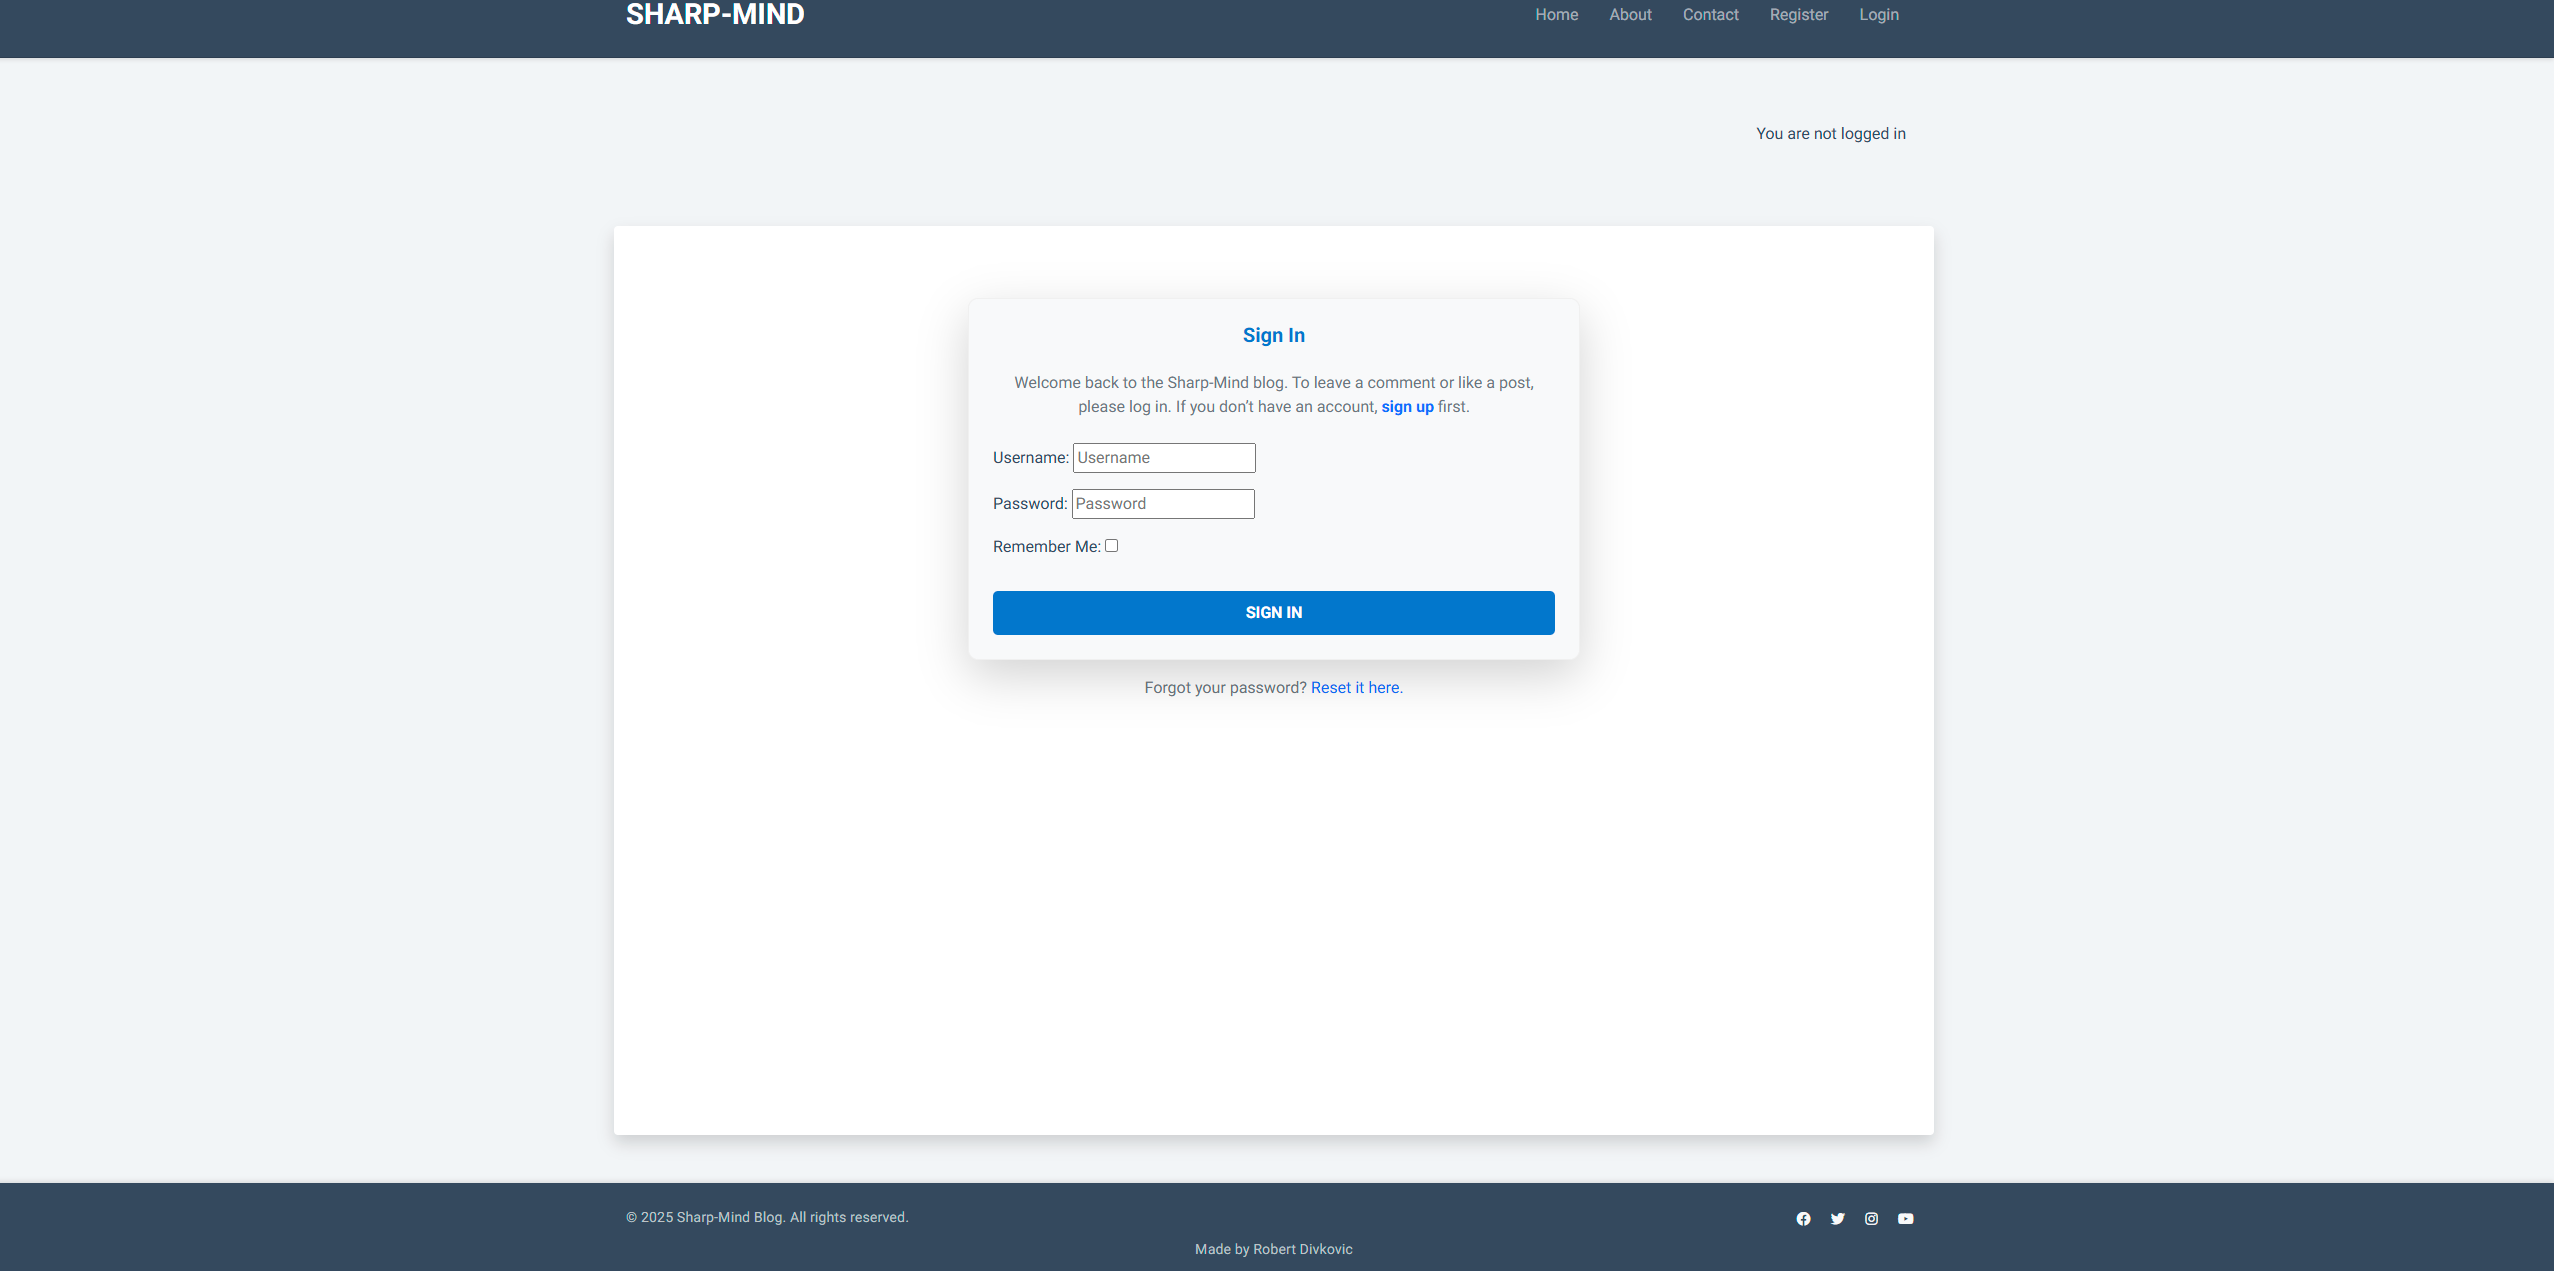 SHARP-MIND
Home About Contact Register Login
You are not logged in
Sign In
Welcome back to the Sharp-Mind blog. To leave a comment or like a post,
please log in. If you don’t have an account, sign up first.
Username: Username
Password: Password
Remember Me:
SIGN IN
Forgot your password? Reset it here.
© 2025 Sharp-Mind Blog. All rights reserved.
Made by Robert Divkovic